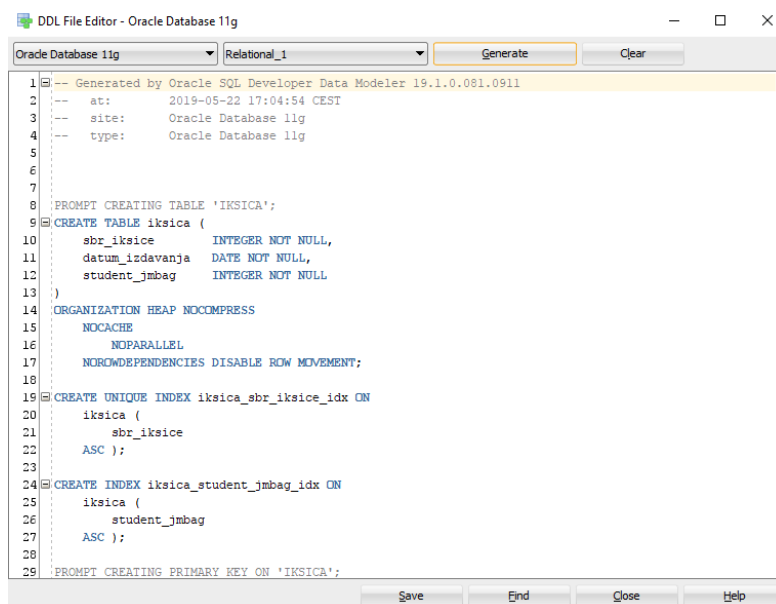 DDL File Editor - Oracle Database 11g
Oracle Database 11g Relational_1 Generate Clear
1 -- Generated by Oracle SQL Developer Data Modeler 19.1.0.081.0911
2 -- at: 2019-05-22 17:04:54 CEST
3 -- site: Oracle Database 11g
4 -- type: Oracle Database 11g
5
6
7
8 PROMPT CREATING TABLE 'IKSICA';
9 CREATE TABLE iksica (
10 sbr_iksice INTEGER NOT NULL,
11 datum_izdavanja DATE NOT NULL,
12 student_jmbag INTEGER NOT NULL
13 )
14 ORGANIZATION HEAP NOCOMPRESS
15 NOCACHE
16 NOPARALLEL
17 NOROWDEPENDENCIES DISABLE ROW MOVEMENT;
18
19 CREATE UNIQUE INDEX iksica_sbr_iksice_idx ON
20 iksica (
21 sbr_iksice
22 ASC );
23
24 CREATE INDEX iksica_student_jmbag_idx ON
25 iksica (
26 student_jmbag
27 ASC );
28
29 PROMPT CREATING PRIMARY KEY ON 'IKSICA';
Save Find Close Help